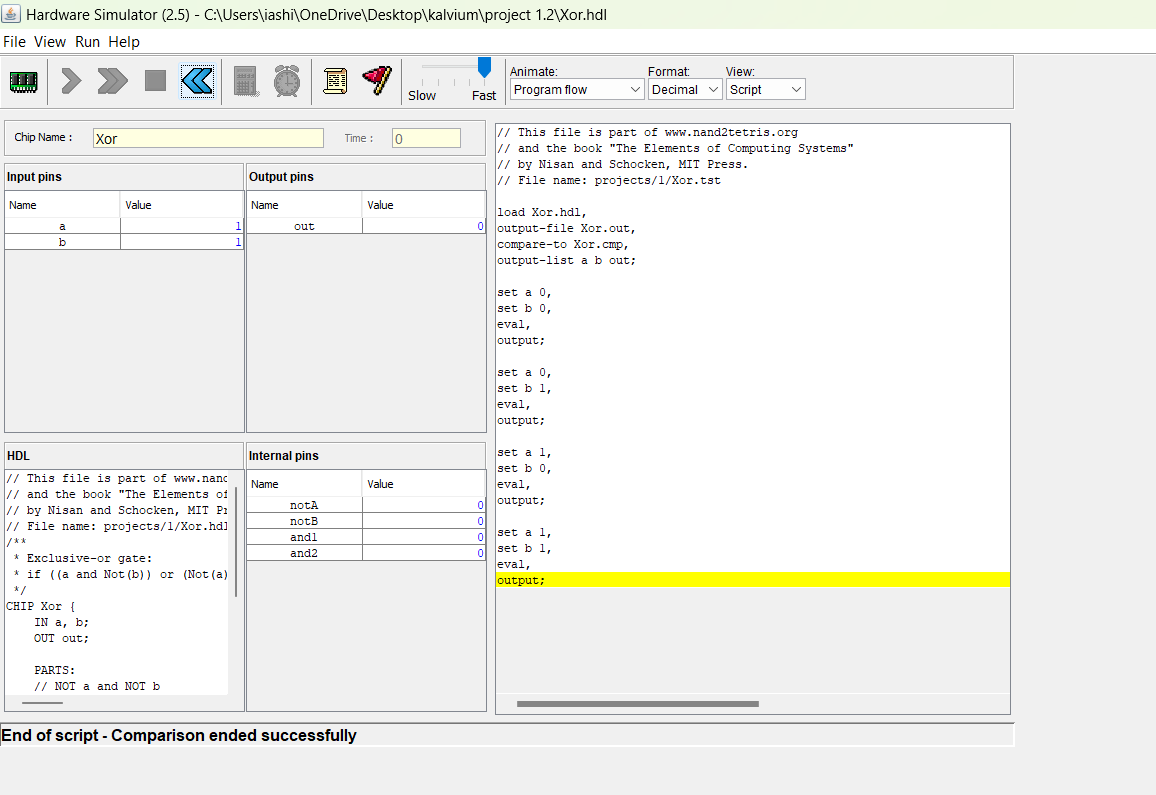 Hardware Simulator (2.5) - C:\Users\iashi\OneDrive\Desktop\kalvium\project 1.2\Xor.hdl
File View Run Help
Slow Fast
Animate: Format: View:
Program flow Decimal Script
Chip Name : Xor Time : 0
Input pins
Name Value
a 1
b 1
Output pins
Name Value
out 0
HDL
// This file is part of www.nanc
// and the book "The Elements of
// by Nisan and Schocken, MIT Pr
// File name: projects/1/Xor.hdl
/**
* Exclusive-or gate:
* if ((a and Not(b)) or (Not(a)
*/
CHIP Xor {
IN a, b;
OUT out;
PARTS:
// NOT a and NOT b
Internal pins
Name Value
notA 0
notB 0
and1 0
and2 0
// This file is part of www.nand2tetris.org
// and the book "The Elements of Computing Systems"
// by Nisan and Schocken, MIT Press.
// File name: projects/1/Xor.tst
load Xor.hdl,
output-file Xor.out,
compare-to Xor.cmp,
output-list a b out;
set a 0,
set b 0,
eval,
output;
set a 0,
set b 1,
eval,
output;
set a 1,
set b 0,
eval,
output;
set a 1,
set b 1,
eval,
output;
End of script - Comparison ended successfully